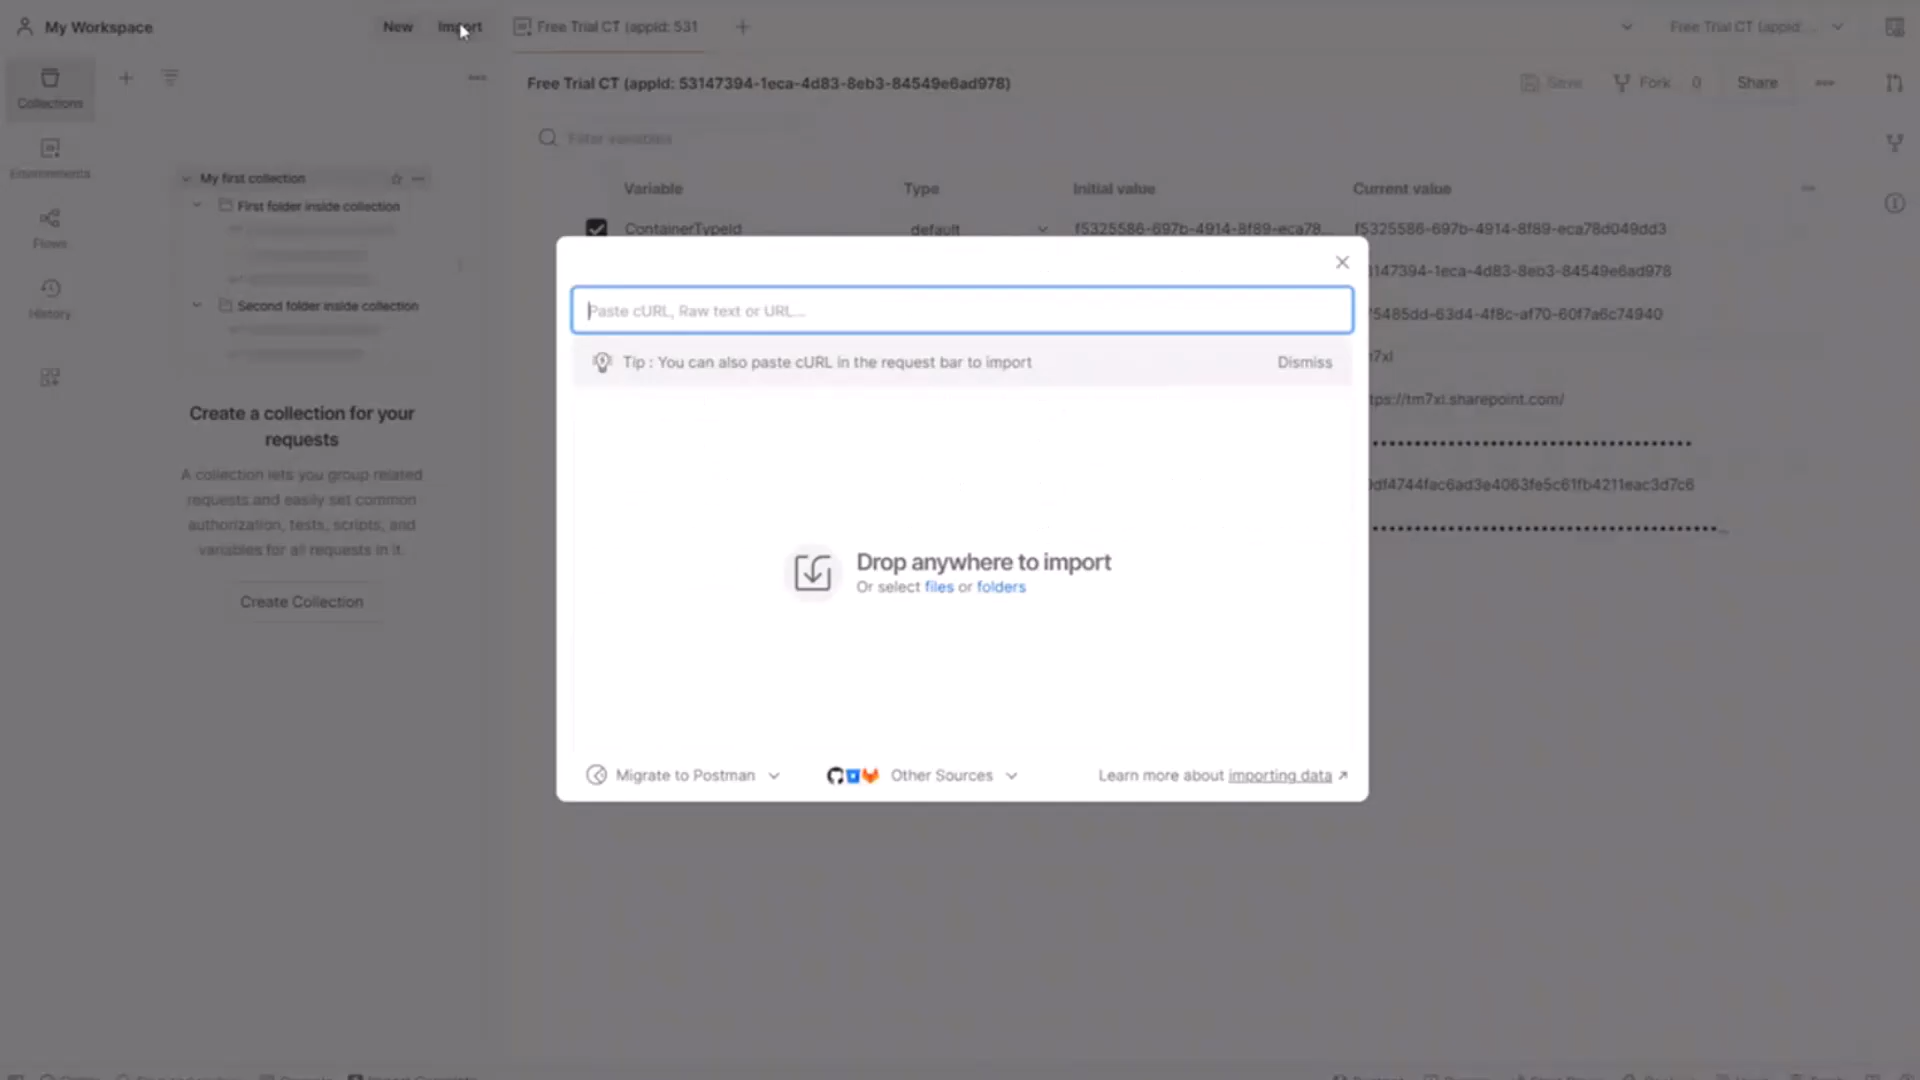 My Workspace
New
Import
Free Trial CT (appId: 531
Free Trial CT (appId: ...
Collections
Environments
Flows
History
My first collection
First folder inside collection
Second folder inside collection
Create a collection for your
requests
A collection lets you group related
requests and easily set common
authorization, tests, scripts, and
variables for all requests in it.
Create Collection
Free Trial CT (appId: 53147394-1eca-4d83-8eb3-84549e6ad978)
Save
Fork 0
Share
Filter variables
Variable Type Initial value Current value
ContainerTypeId default f5325586-697b-4914-8f89-eca78... f5325586-697b-4914-8f89-eca78d049dd3
147394-1eca-4d83-8eb3-84549e6ad978
5485dd-63d4-4f8c-af70-60f7a6c74940
7xl
tps://tm7xl.sharepoint.com/
df4744fac6ad3e4063fe5c61fb4211eac3d7c6
Paste cURL, Raw text or URL...
Tip : You can also paste cURL in the request bar to import
Dismiss
Drop anywhere to import
Or select files or folders
Migrate to Postman
Other Sources
Learn more about importing data